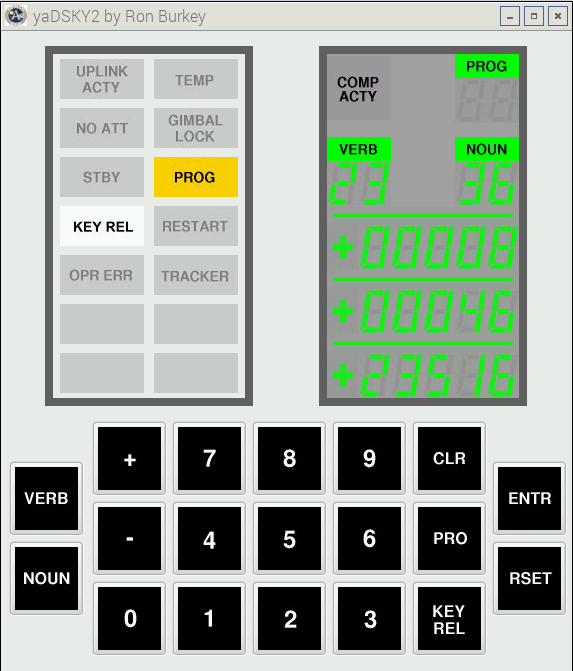 yaDSKY2 by Ron Burkey
UPLINK
ACTY
TEMP
NO ATT
GIMBAL
LOCK
STBY
PROG
KEY REL
RESTART
OPR ERR
TRACKER
COMP
ACTY
PROG
VERB
NOUN
23
36
+00008
+00046
+23516
VERB
NOUN
+
7
8
9
CLR
-
4
5
6
PRO
0
1
2
3
KEY
REL
ENTR
RSET